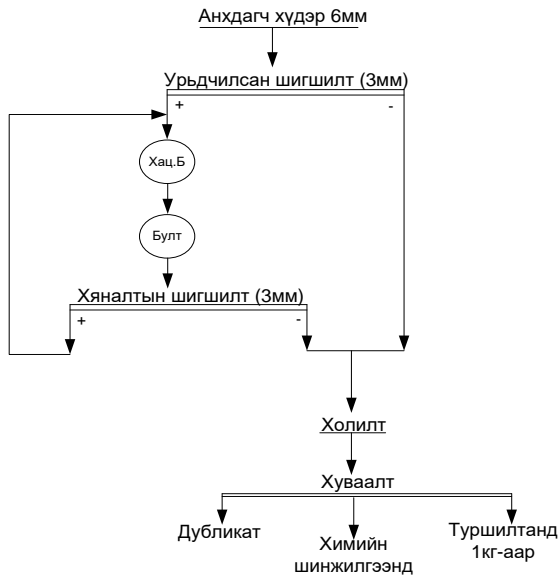 Анхдагч хүдэр 6мм
Урьдчилсан шигшилт (3мм)
+
-
Хац.Б
Булт
Хяналтын шигшилт (3мм)
+
-
Холилт
Хуваалт
Дубликат
Химийн
шинжилгээнд
Туршилтанд
1кг-аар